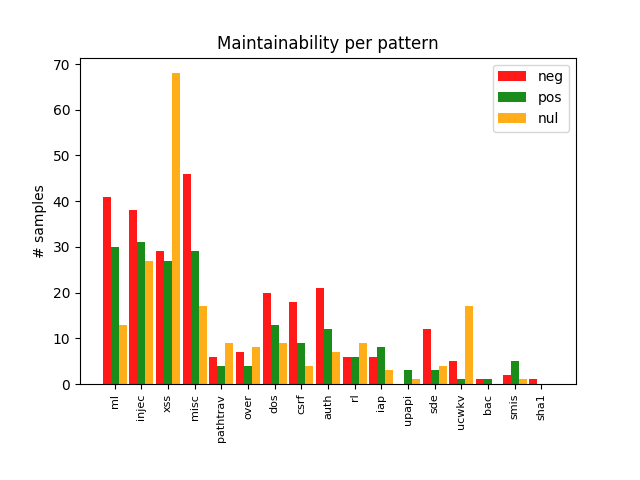 Maintainability per pattern
# samples
70
60
50
40
30
20
10
0
neg
pos
nul
ml
injec
xss
misc
pathtrav
over
dos
csrf
auth
rl
iap
upapi
sde
ucwkv
bac
smis
sha1